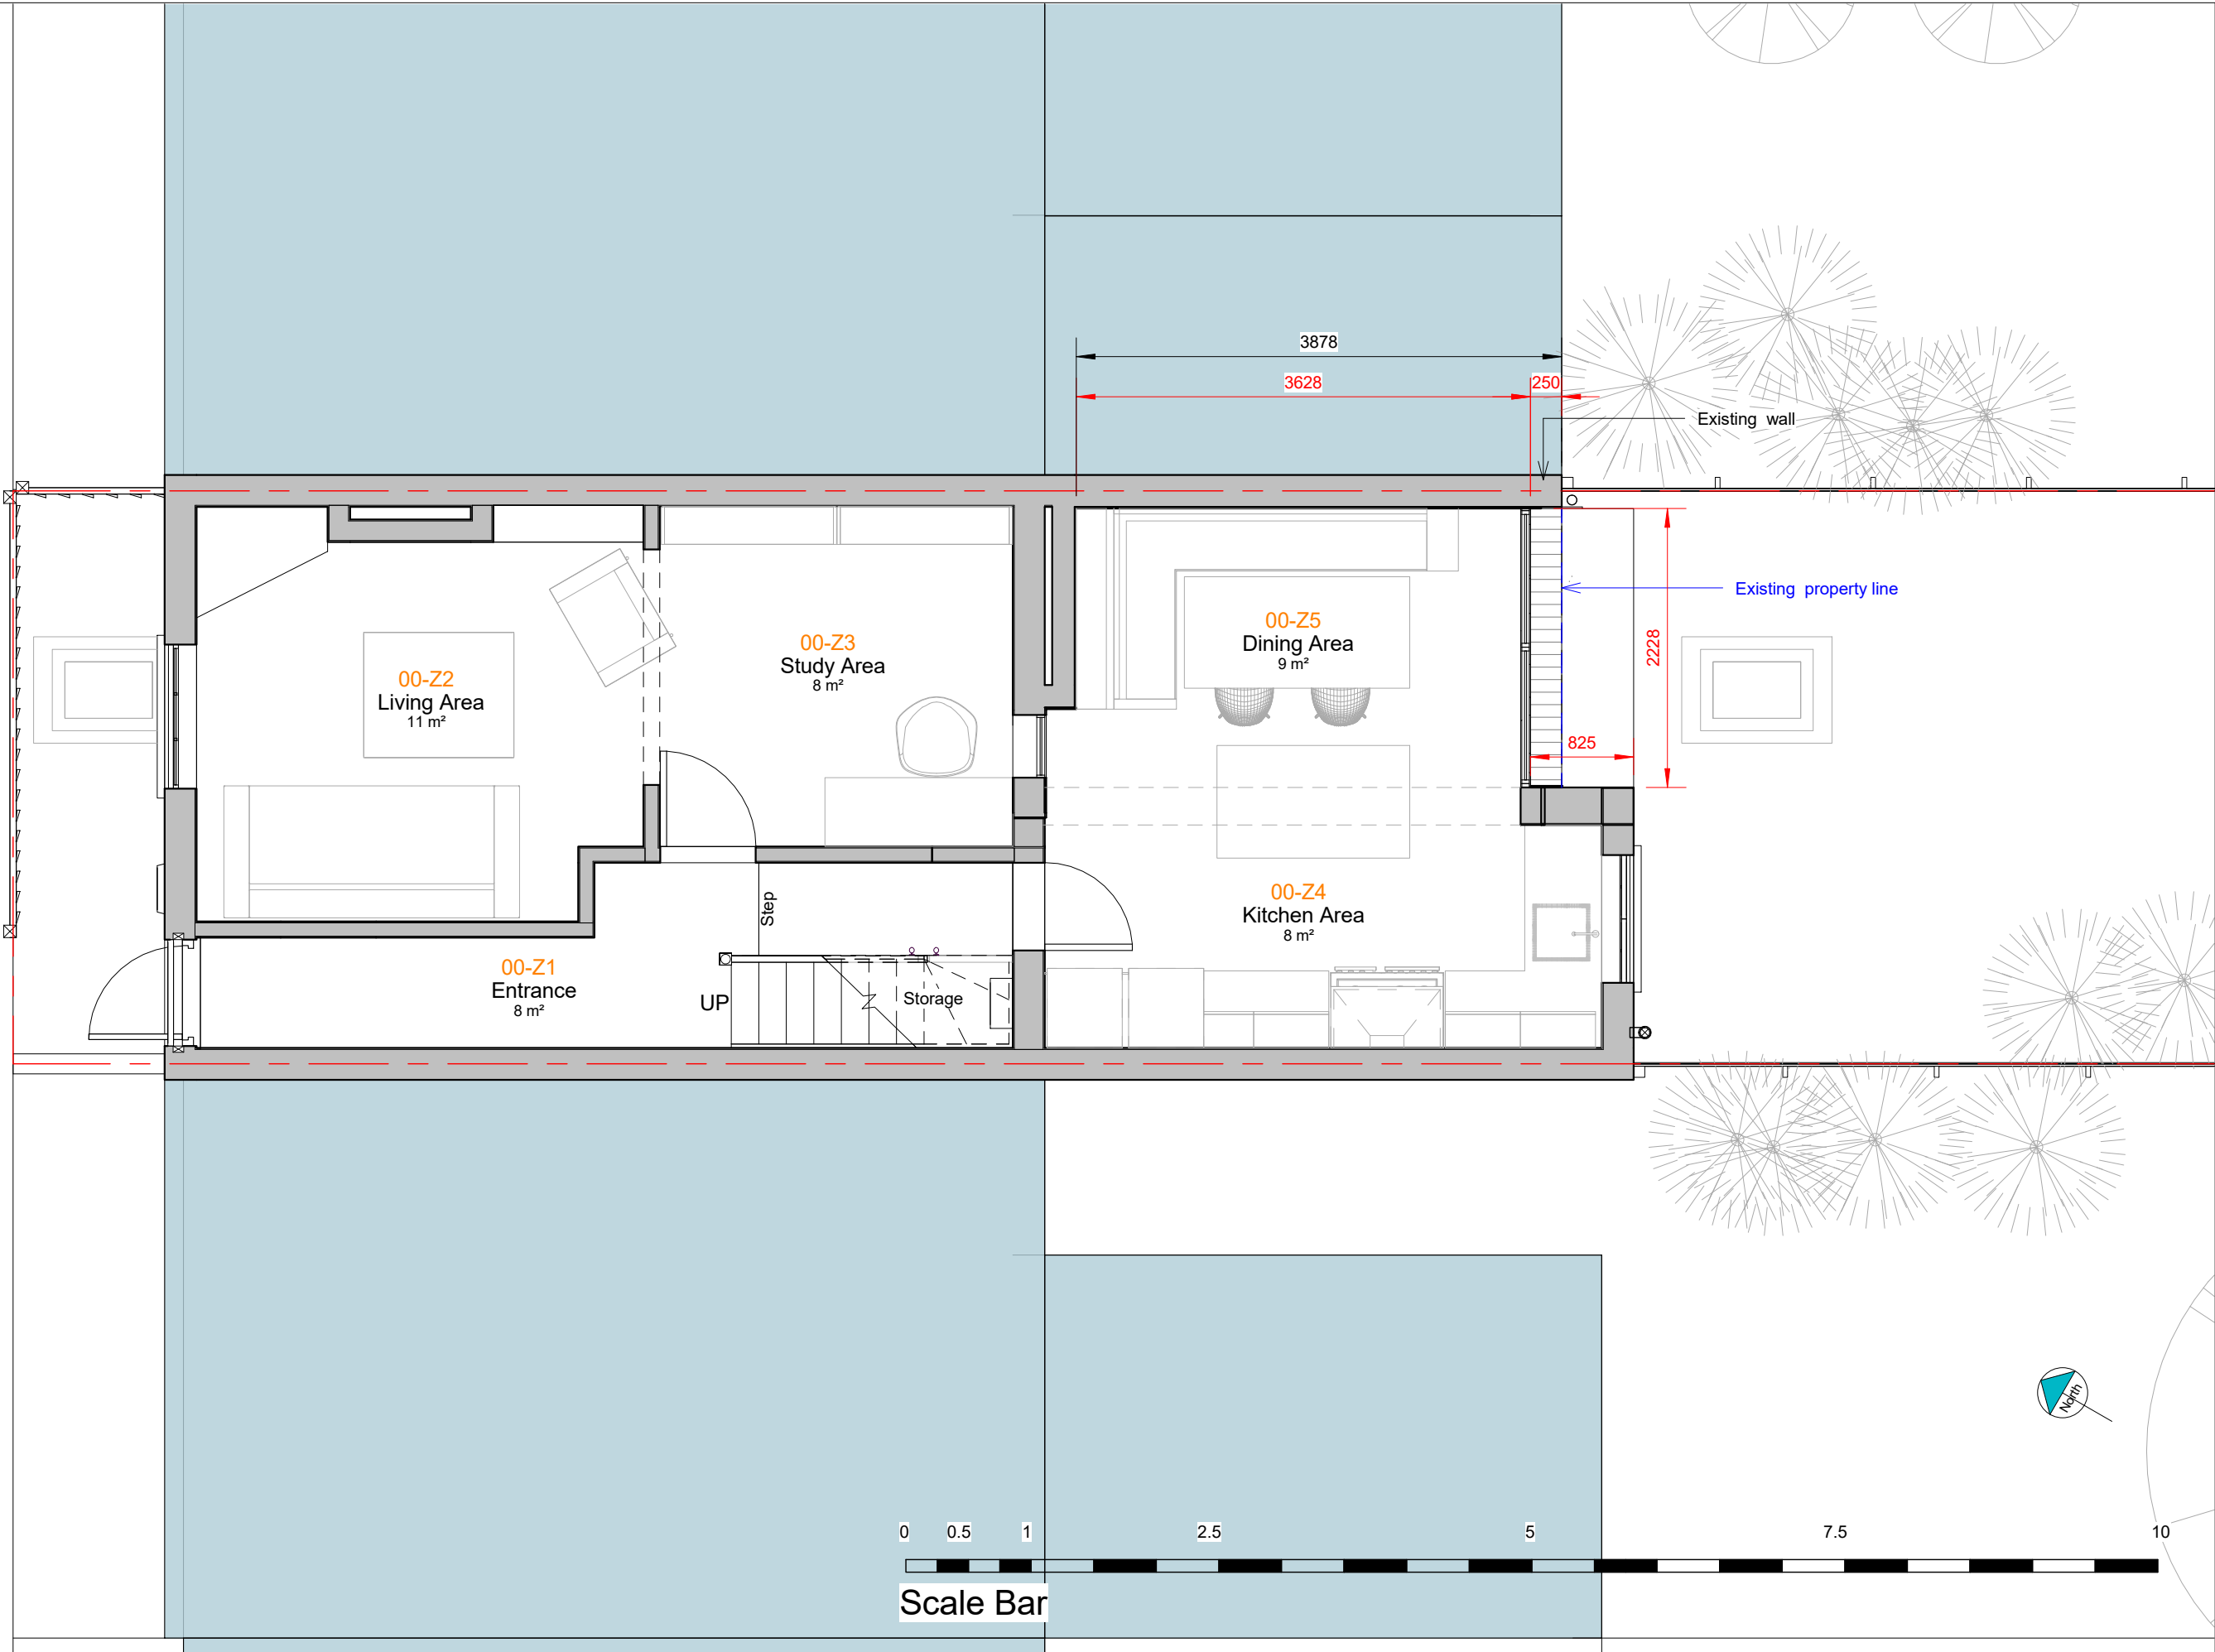 3878
3628
250
Existing wall
Existing property line
2228
825
00-Z5
Dining Area
9 m²
00-Z3
Study Area
8 m²
00-Z2
Living Area
11 m²
00-Z4
Kitchen Area
8 m²
Step
00-Z1
Entrance
8 m²
UP
Storage
North
0 0.5 1 2.5 5 7.5 10
Scale Bar